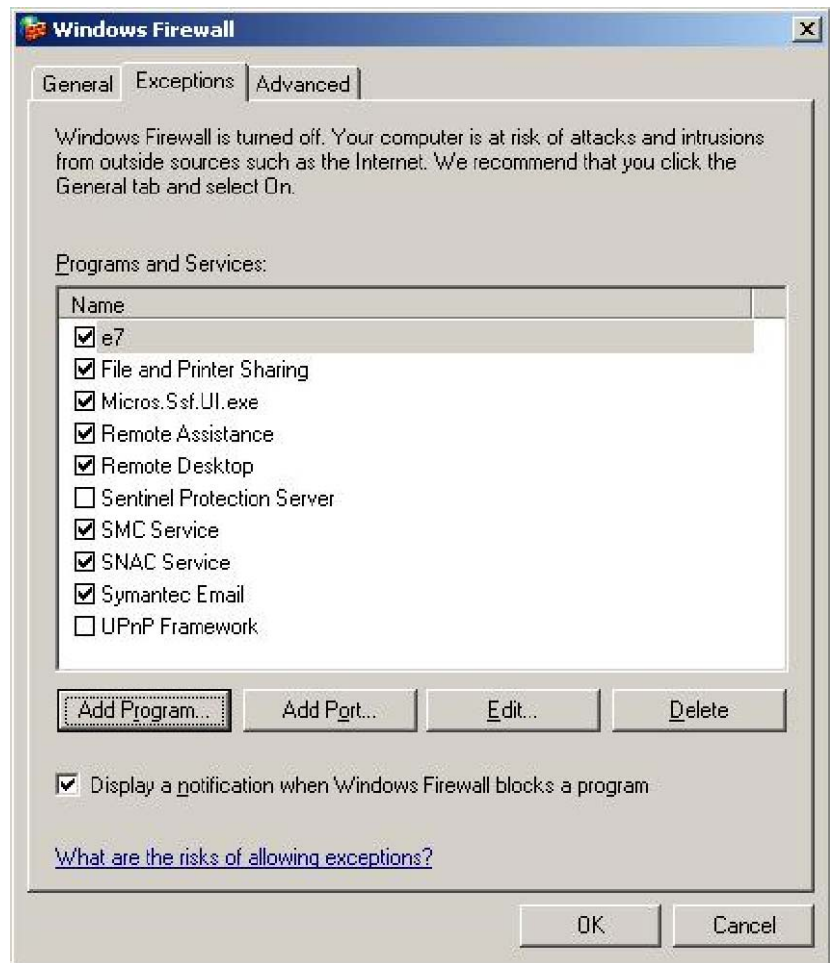 Windows Firewall
General Exceptions Advanced
Windows Firewall is turned off. Your computer is at risk of attacks and intrusions
from outside sources such as the Internet. We recommend that you click the
General tab and select On.
Programs and Services:
Name
e7
File and Printer Sharing
Micros.Ssf.UI.exe
Remote Assistance
Remote Desktop
Sentinel Protection Server
SMC Service
SNAC Service
Symantec Email
UPnP Framework
Add Program... Add Port... Edit... Delete
Display a notification when Windows Firewall blocks a program
What are the risks of allowing exceptions?
OK Cancel